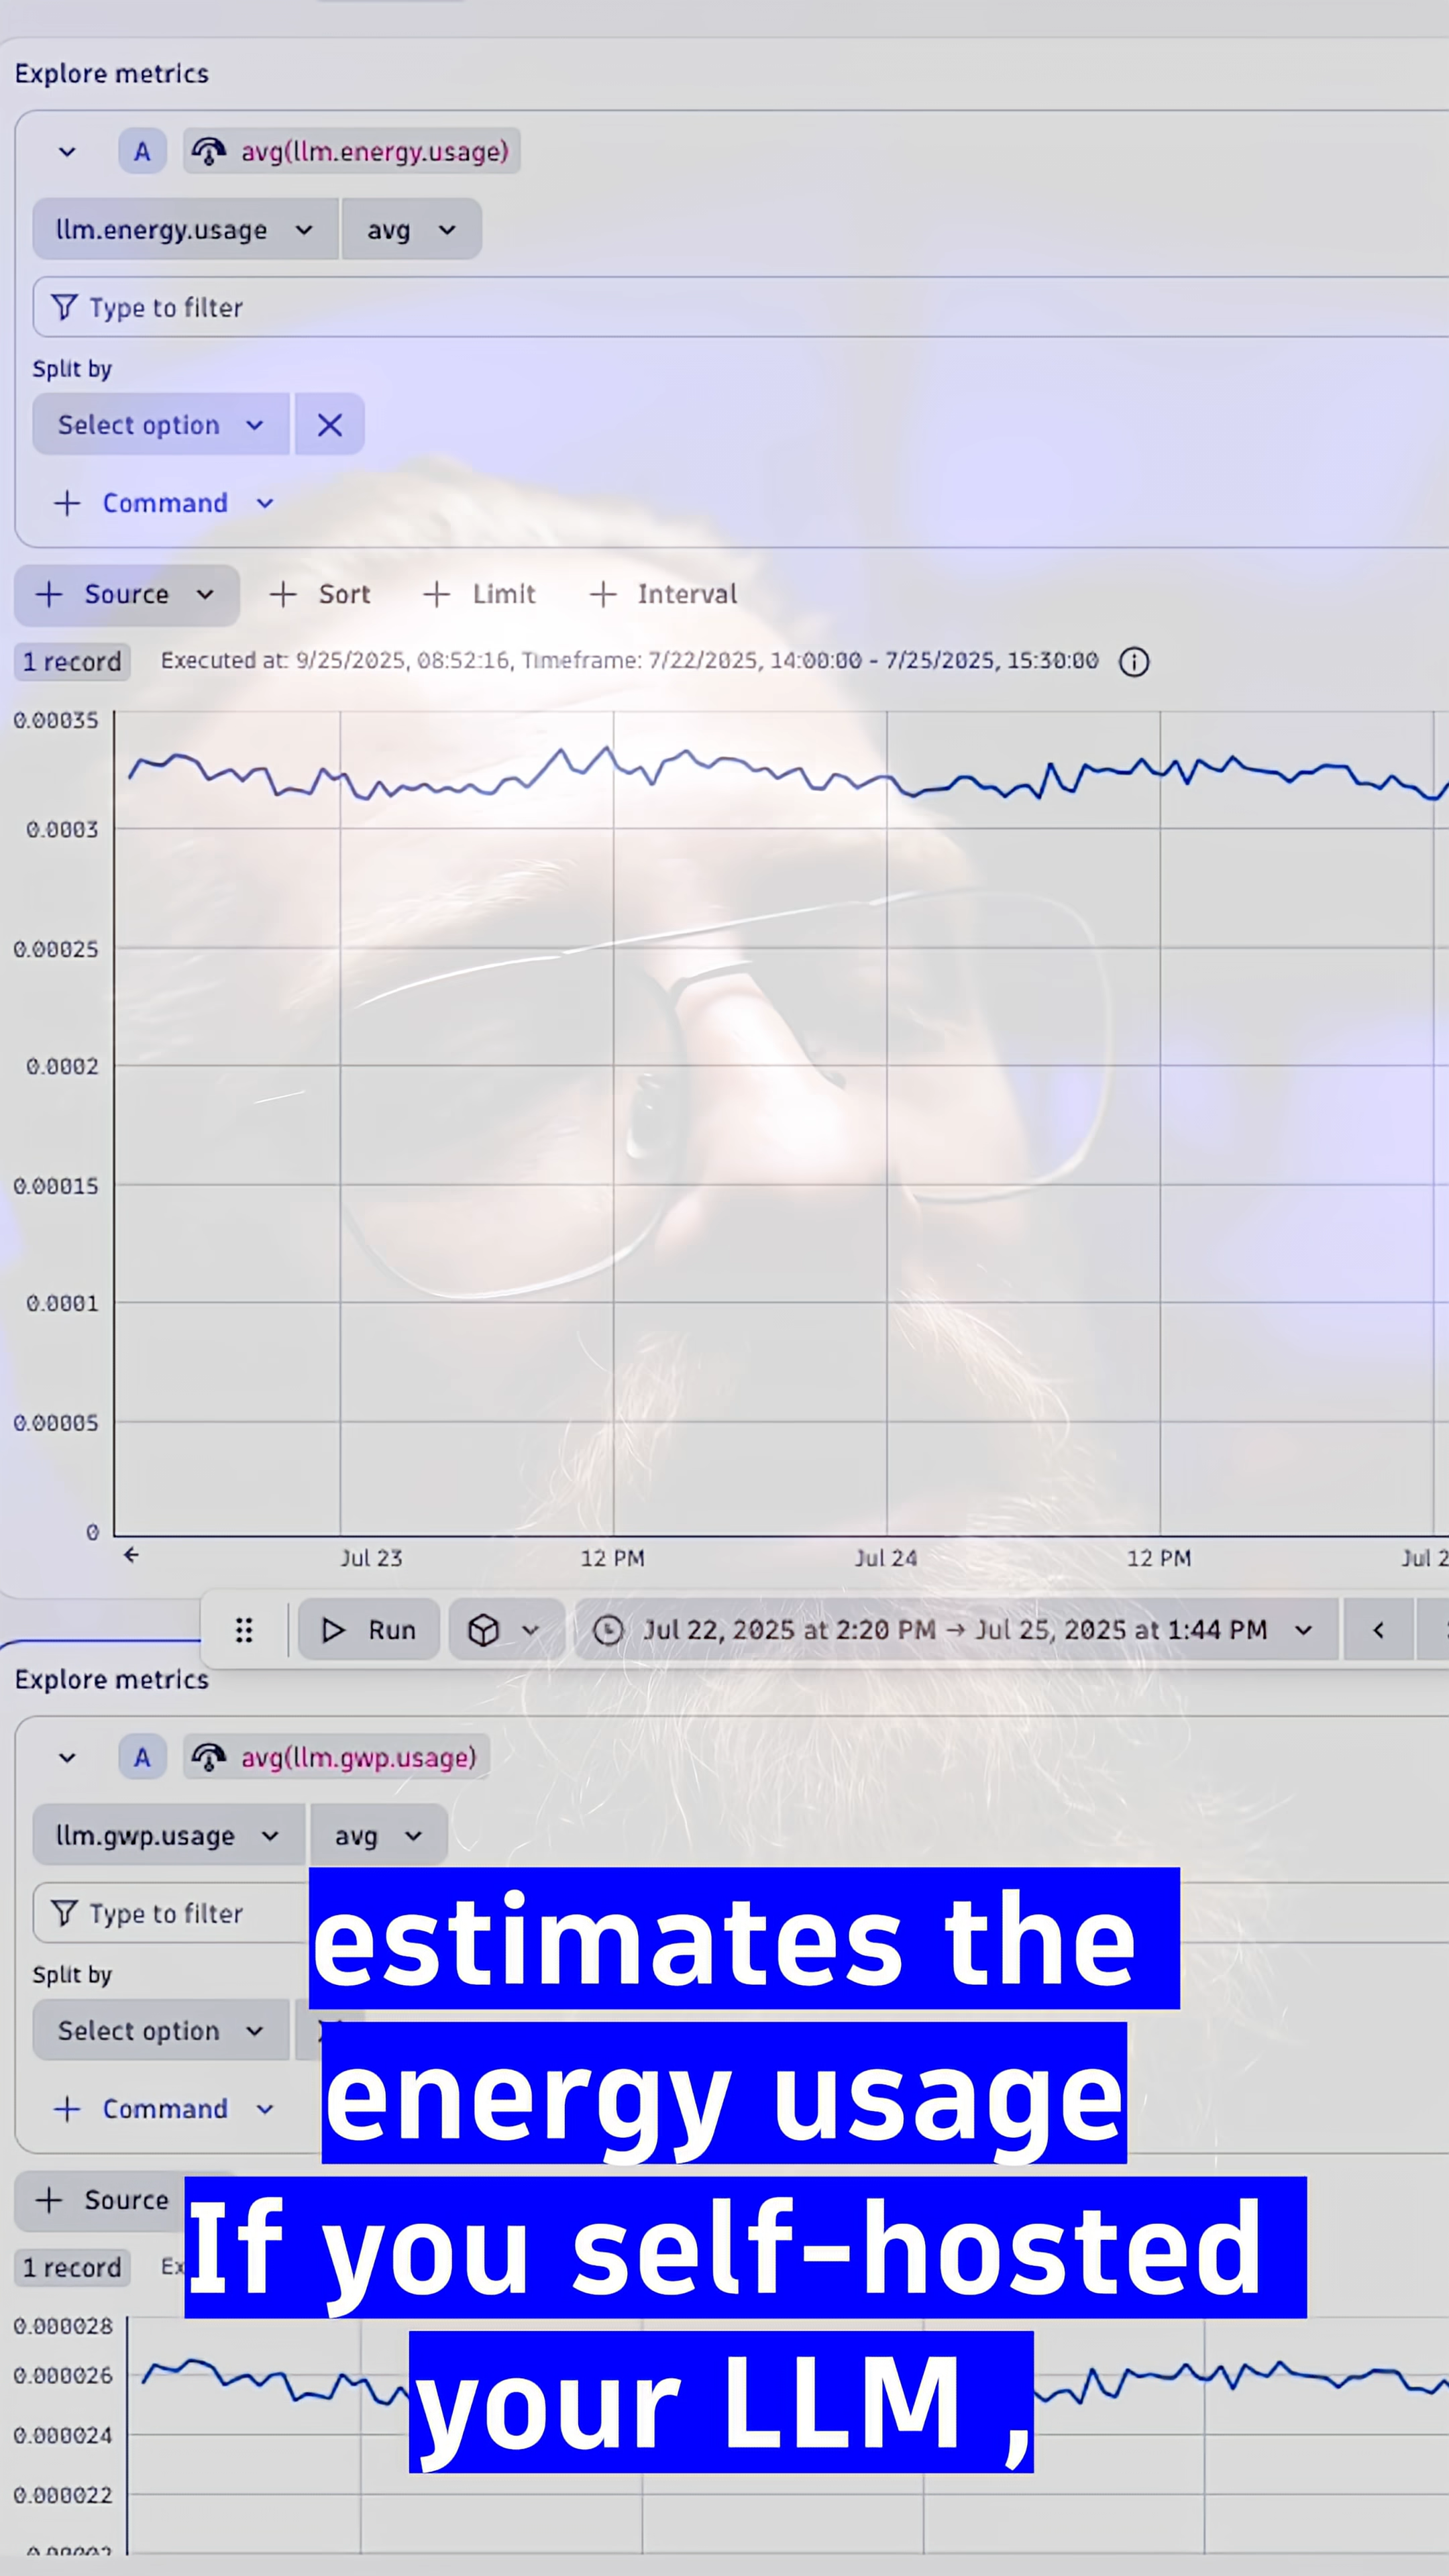 Explore metrics
A avg(llm.energy.usage)
llm.energy.usage avg
Type to filter
Split by
Select option
Command
Source Sort Limit Interval
1 record Executed at: 9/25/2025, 08:52:16, Timeframe: 7/22/2025, 14:00:00 - 7/25/2025, 15:30:00
0.00035
0.0003
0.00025
0.0002
0.00015
0.0001
0.00005
0
Jul 23 12 PM Jul 24 12 PM Jul 2
Run Jul 22, 2025 at 2:20 PM → Jul 25, 2025 at 1:44 PM
Explore metrics
A avg(llm.gwp.usage)
llm.gwp.usage avg
Type to filter
Split by
Select option
Command
Source
1 record Ex
0.000028
0.000026
0.000024
0.000022
estimates the
energy usage
If you self-hosted
your LLM ,